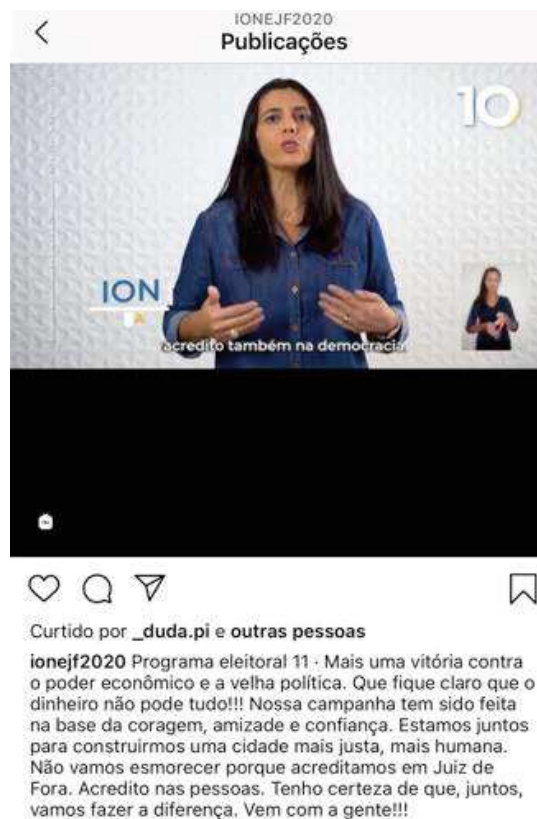 IONEJF2020
Publicações
10
ION
acredito também na democracia.
Curtido por _duda.pi e outras pessoas
ionejf2020 Programa eleitoral 11 · Mais uma vitória contra
o poder econômico e a velha política. Que fique claro que o
dinheiro não pode tudo!!! Nossa campanha tem sido feita
na base da coragem, amizade e confiança. Estamos juntos
para construirmos uma cidade mais justa, mais humana.
Não vamos esmorecer porque acreditamos em Juiz de
Fora. Acredito nas pessoas. Tenho certeza de que, juntos,
vamos fazer a diferença. Vem com a gente!!!